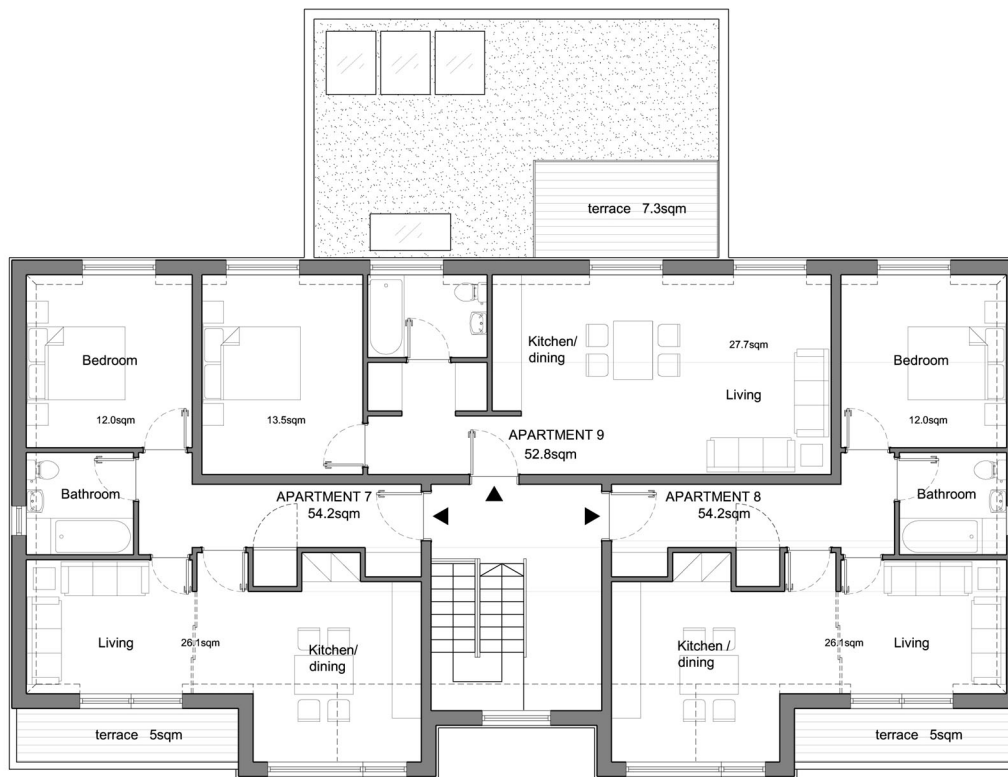 terrace 7.3sqm
Bedroom
12.0sqm
13.5sqm
Kitchen/
dining
27.7sqm
Living
Bedroom
12.0sqm
APARTMENT 9
52.8sqm
Bathroom
APARTMENT 7
54.2sqm
APARTMENT 8
54.2sqm
Bathroom
Living
26.1sqm
Kitchen/
dining
Kitchen /
dining
26.1sqm
Living
terrace 5sqm
terrace 5sqm